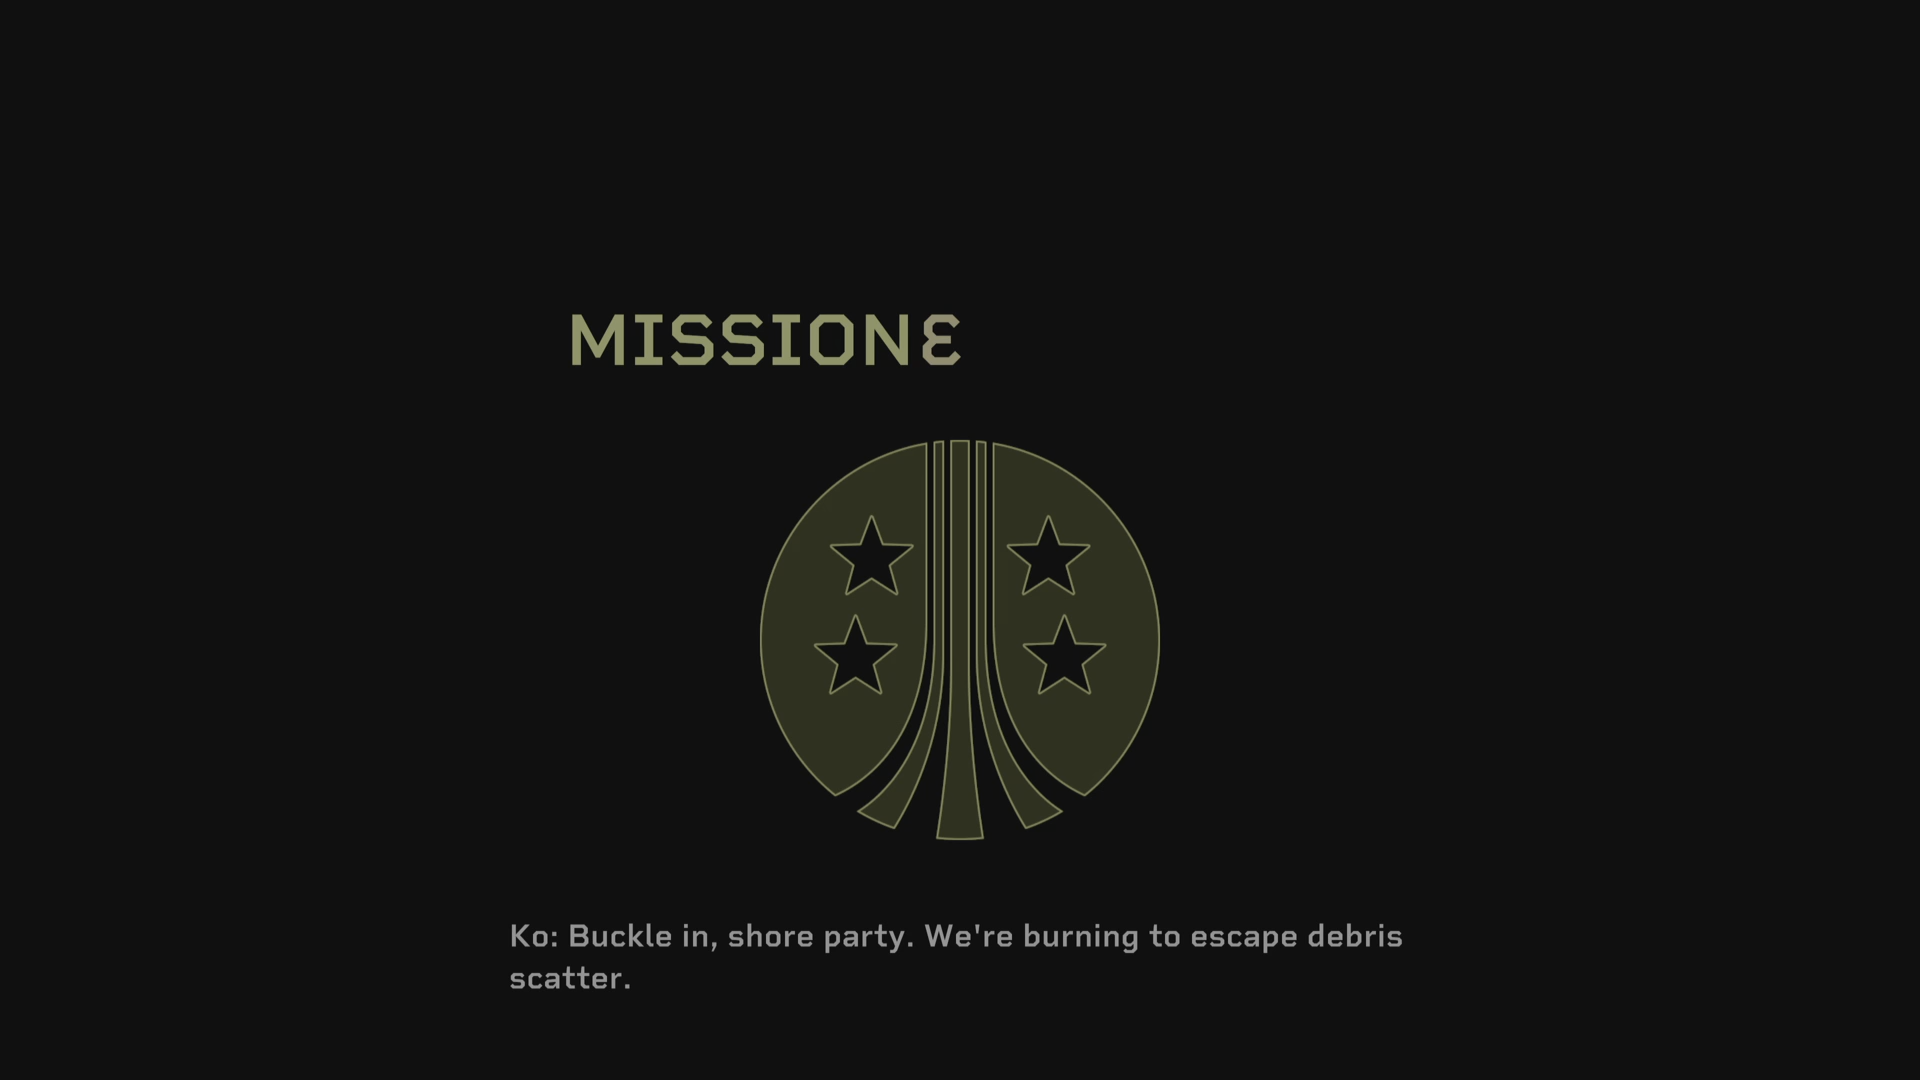 MISSIONƐ
Ko: Buckle in, shore party. We're burning to escape debris
scatter.